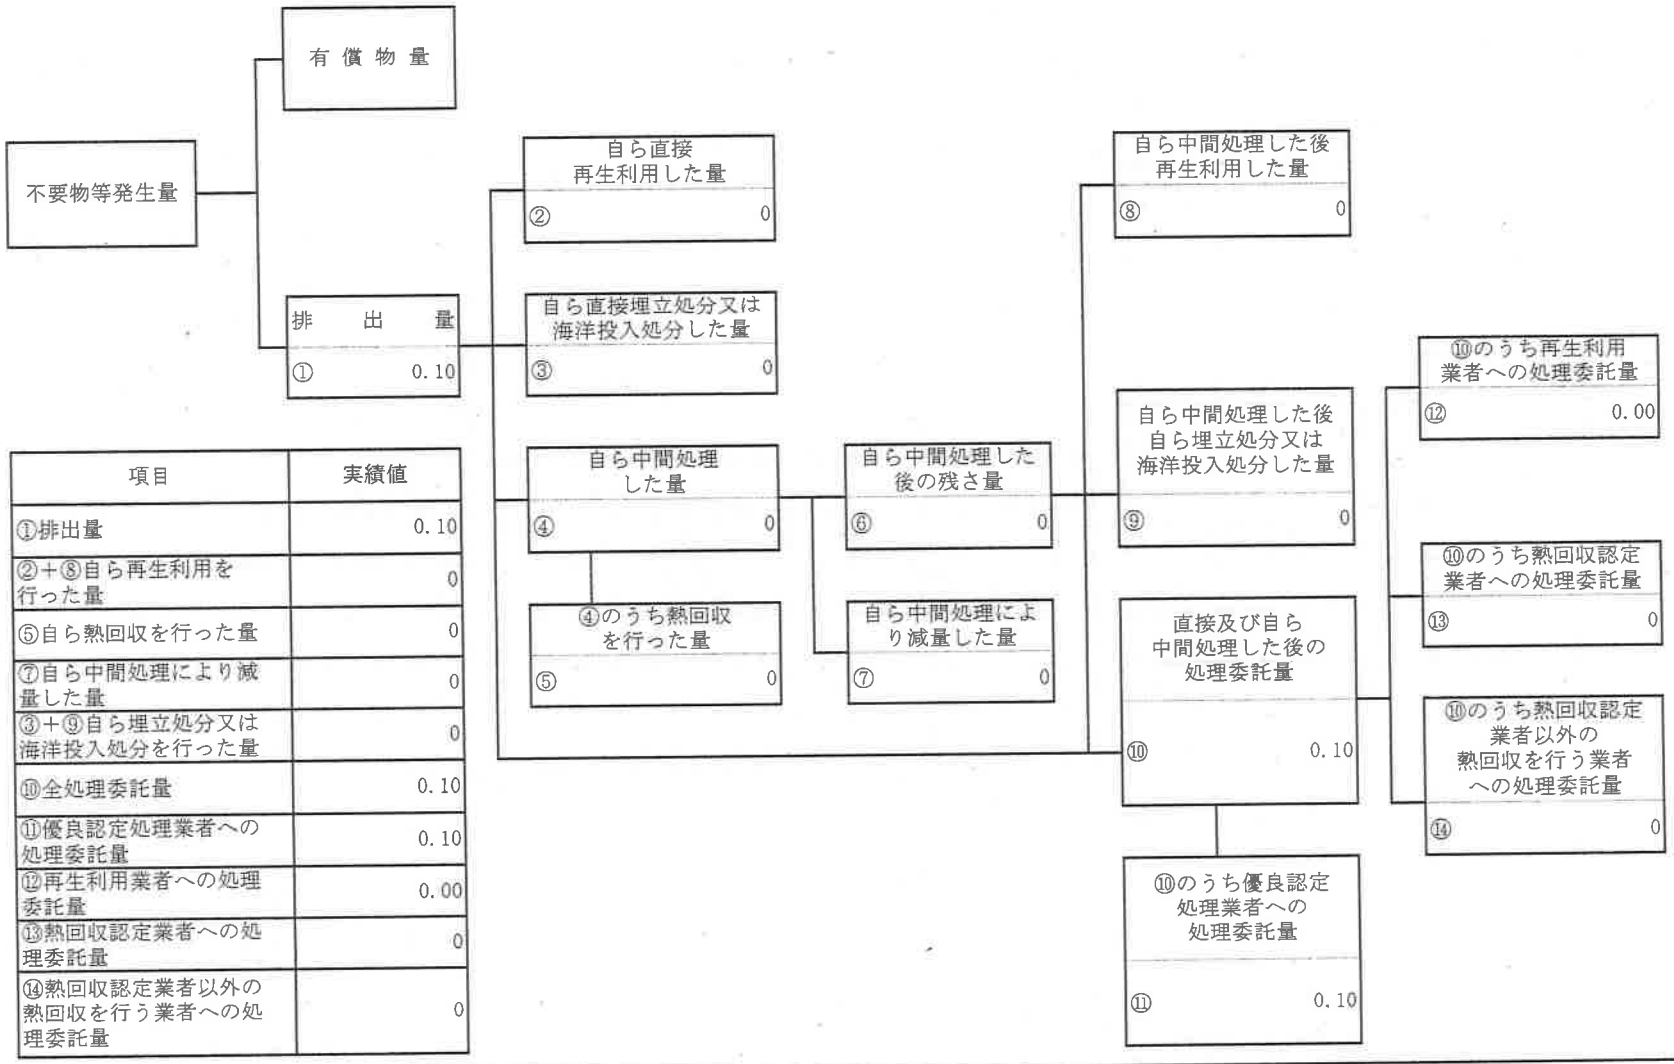 有償物量
不要物等発生量
排出量
① 0.10
自ら直接
再生利用した量
② 0
自ら直接埋立処分又は
海洋投入処分した量
③ 0
自ら中間処理
した量
④ 0
④のうち熱回収
を行った量
⑤ 0
自ら中間処理した
後の残さ量
⑥ 0
自ら中間処理によ
り減量した量
⑦ 0
自ら中間処理した後
再生利用した量
⑧ 0
自ら中間処理した後
自ら埋立処分又は
海洋投入処分した量
⑨ 0
直接及び自ら
中間処理した後の
処理委託量
⑩ 0.10
⑩のうち優良認定
処理業者への
処理委託量
⑪ 0.10
⑩のうち再生利用
業者への処理委託量
⑫ 0.00
⑩のうち熱回収認定
業者への処理委託量
⑬ 0
⑩のうち熱回収認定
業者以外の
熱回収を行う業者
への処理委託量
⑭ 0
項目 実績値
①排出量 0.10
②+⑧自ら再生利用を
行った量 0
⑤自ら熱回収を行った量 0
⑦自ら中間処理により減
量した量 0
③+⑨自ら埋立処分又は
海洋投入処分を行った量 0
⑩全処理委託量 0.10
⑪優良認定処理業者への
処理委託量 0.10
⑫再生利用業者への処理
委託量 0.00
⑬熱回収認定業者への処
理委託量 0
⑭熱回収認定業者以外の
熱回収を行う業者への処
理委託量 0